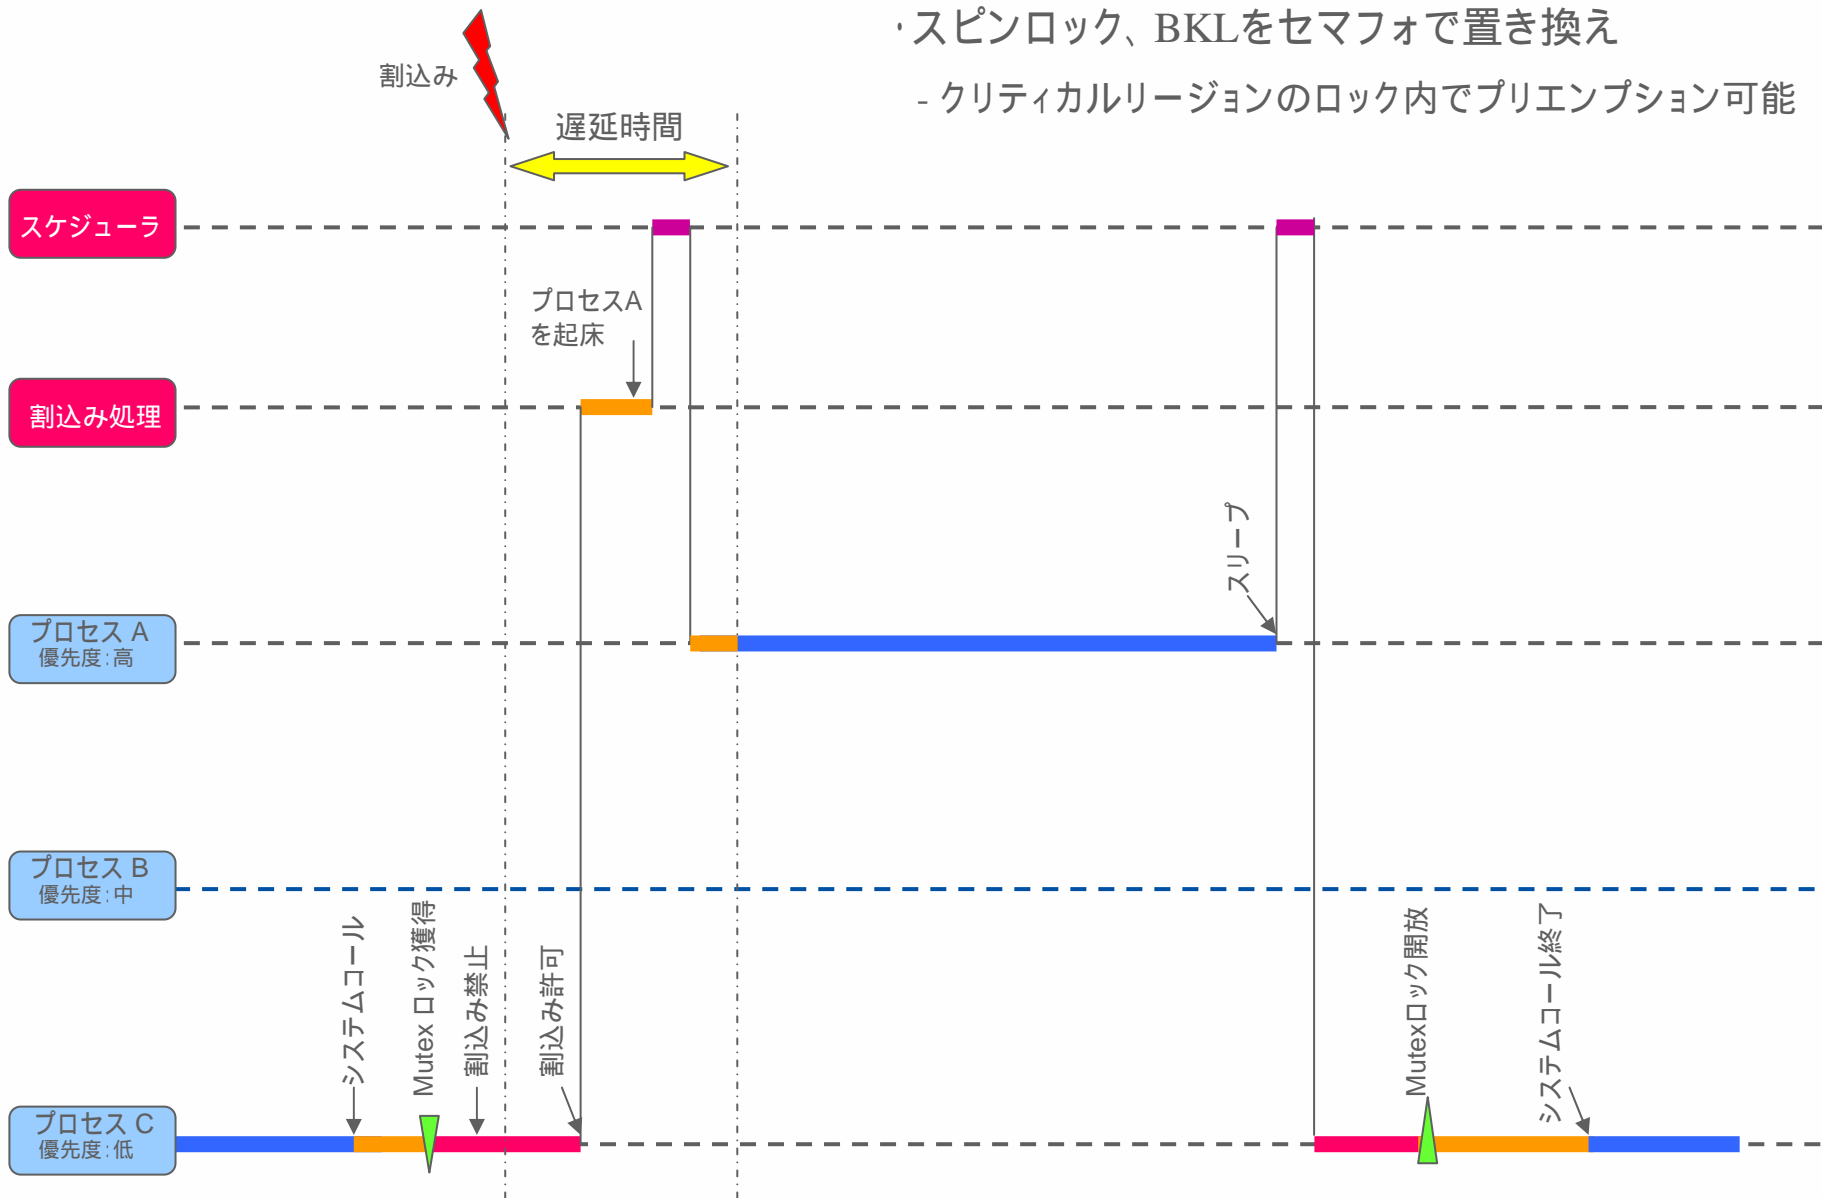 ・スピンロック、BKLをセマフォで置き換え
- クリティカルリージョンのロック内でプリエンプション可能
割込み
遅延時間
スケジューラ
プロセスA
を起床
割込み処理
スリープ
プロセス A
優先度：高
プロセス B
優先度：中
システムコール
Mutex ロック獲得
割込み禁止
割込み許可
Mutexロック開放
システムコール終了
プロセス C
優先度：低